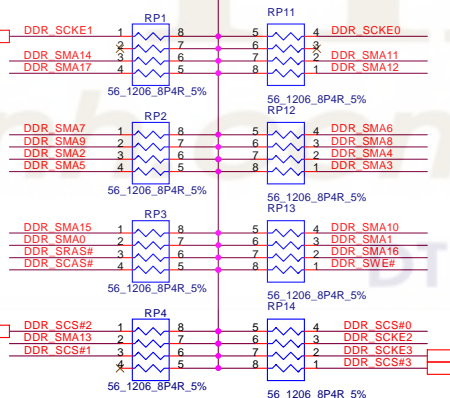 RP1 RP11
DDR_SCKE1 1 8 5 4 DDR_SCKE0
2 7 6 3
DDR_SMA14 3 6 7 2 DDR_SMA11
DDR_SMA17 4 5 8 1 DDR_SMA12
56_1206_8P4R_5% 56_1206_8P4R_5%
RP2 RP12
DDR_SMA7 1 8 5 4 DDR_SMA6
DDR_SMA9 2 7 6 3 DDR_SMA8
DDR_SMA2 3 6 7 2 DDR_SMA4
DDR_SMA5 4 5 8 1 DDR_SMA3
56_1206_8P4R_5% 56_1206_8P4R_5%
RP3 RP13
DDR_SMA15 1 8 5 4 DDR_SMA10
DDR_SMA0 2 7 6 3 DDR_SMA1
DDR_SRAS# 3 6 7 2 DDR_SMA16
DDR_SCAS# 4 5 8 1 DDR_SWE#
DT
56_1206_8P4R_5% 56_1206_8P4R_5%
RP4 RP14
DDR_SCS#2 1 8 5 4 DDR_SCS#0
DDR_SMA13 2 7 6 3 DDR_SCKE2
DDR_SCS#1 3 6 7 2 DDR_SCKE3
4 5 8 1 DDR_SCS#3
56_1206_8P4R_5% 56_1206_8P4R_5%